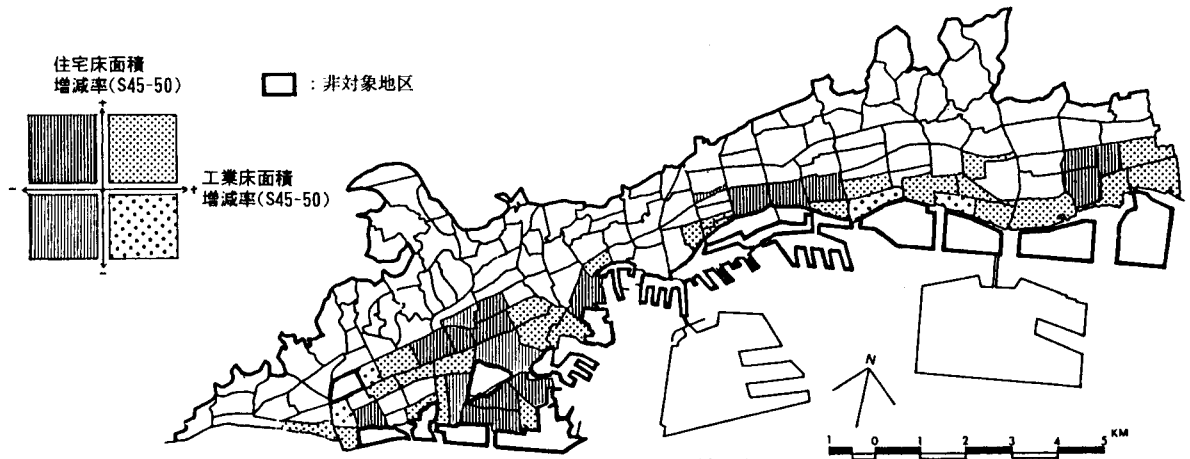 住宅床面積
増減率(S45-50)
+
: 非対象地区
-
+
工業床面積
増減率(S45-50)
-
N
1 0 1 2 3 4 5 KM